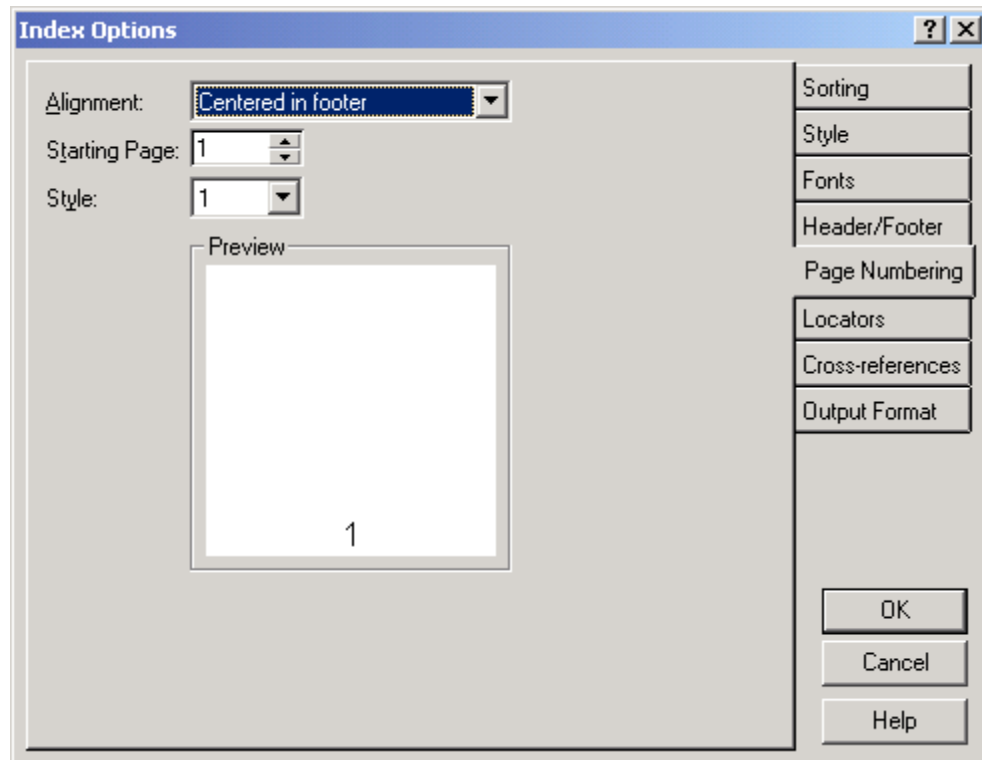 Index Options
Alignment: Centered in footer
Starting Page: 1
Style: 1
Preview
1
Sorting
Style
Fonts
Header/Footer
Page Numbering
Locators
Cross-references
Output Format
OK
Cancel
Help